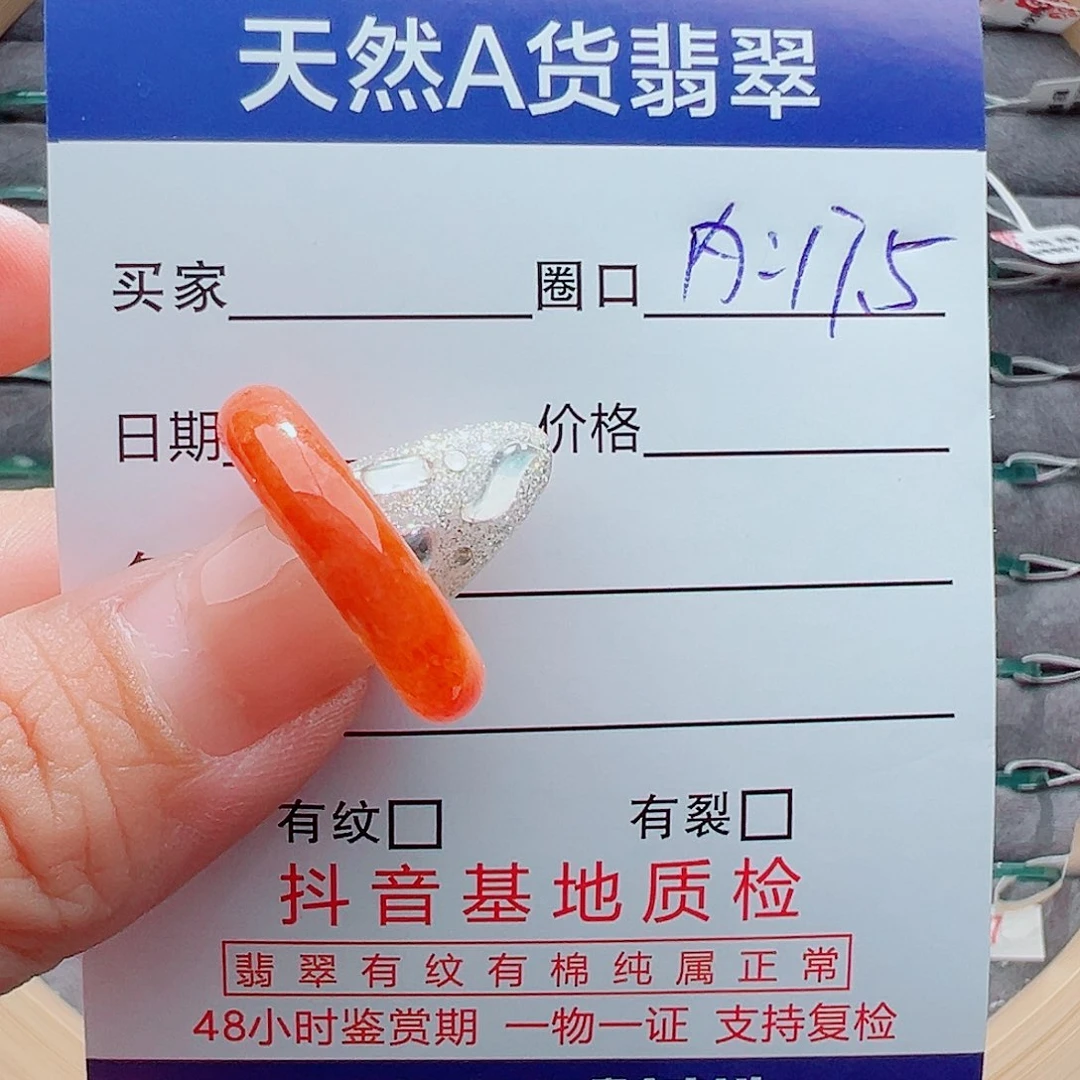 天然A货翡翠
买家 圈口 内:17.5
日期 价格
有纹 有裂
抖音基地质检
翡翠有纹有棉纯属正常
48小时鉴赏期 一物一证 支持复检